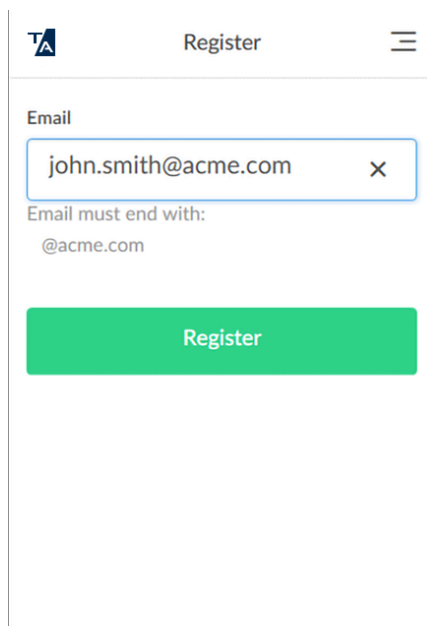 TA
Register
Email
john.smith@acme.com
Email must end with:
@acme.com
Register